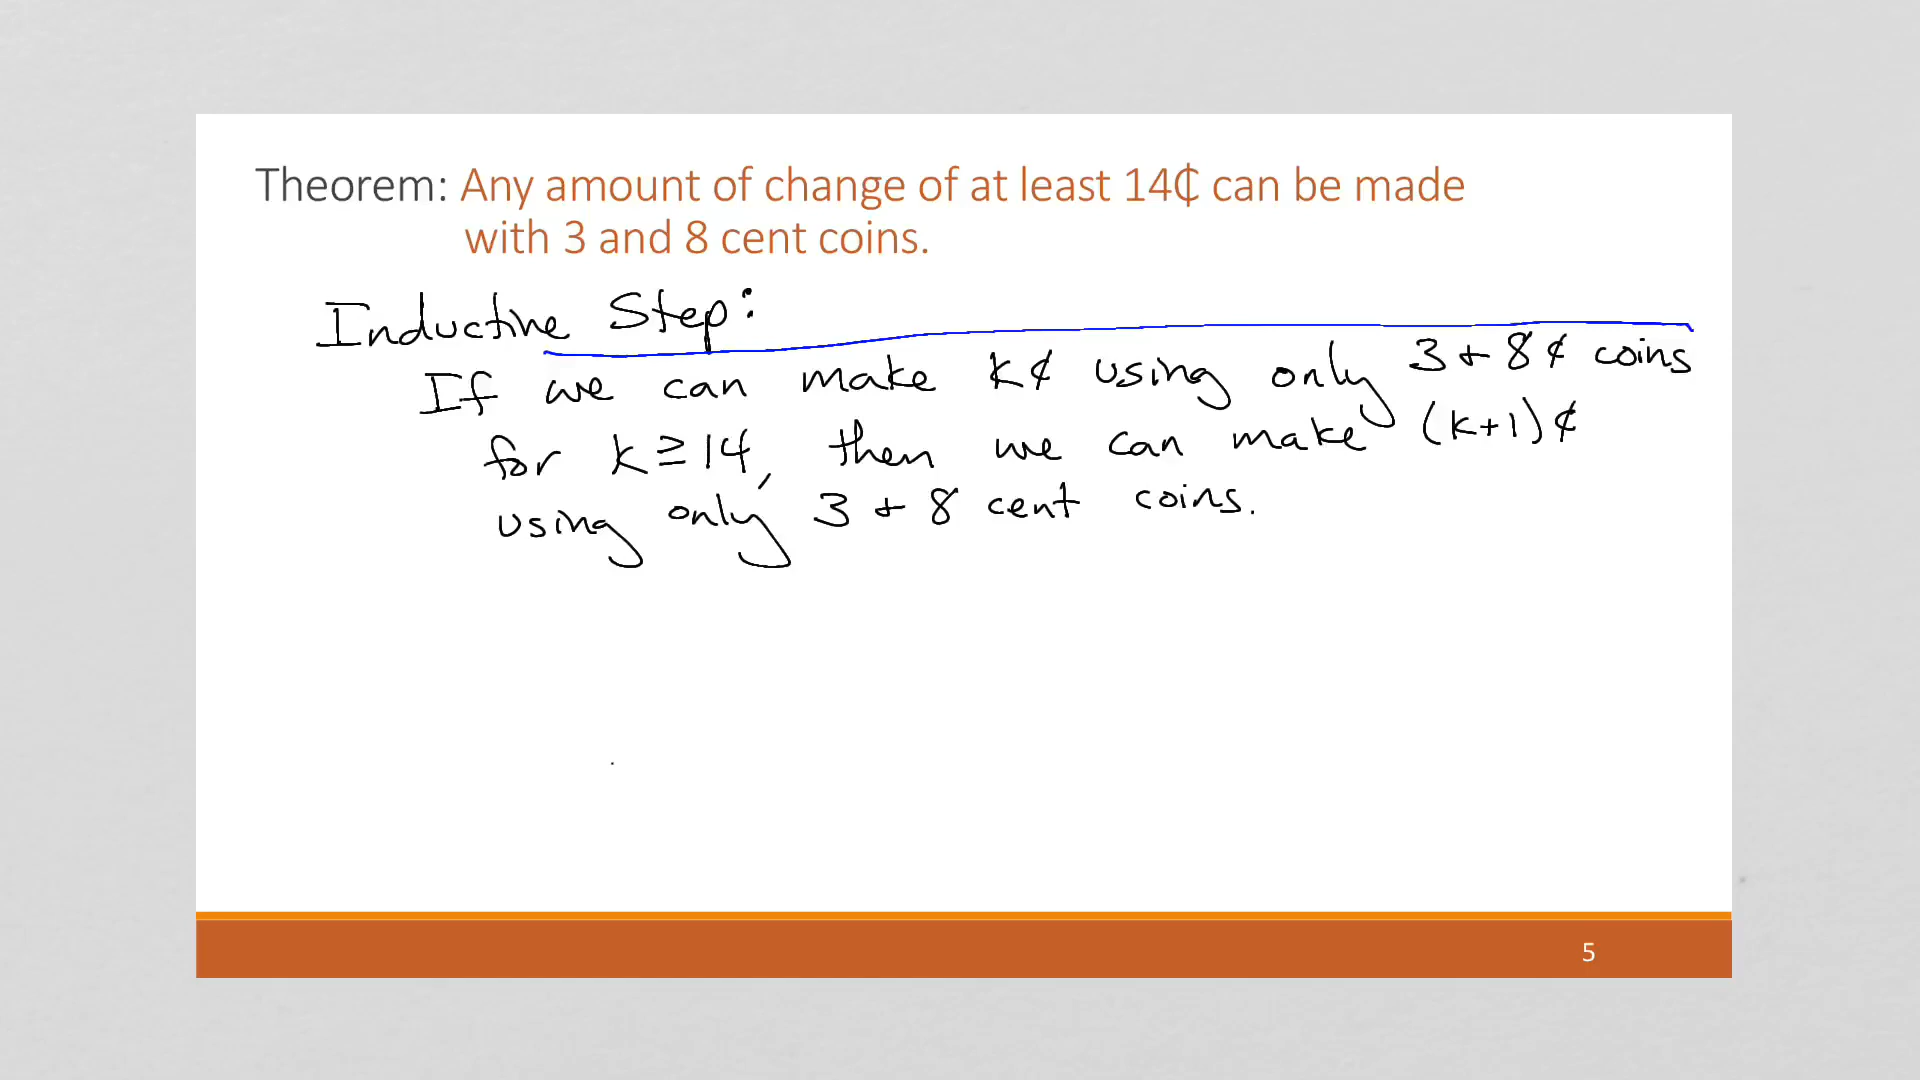 Theorem: Any amount of change of at least 14₵ can be made
with 3 and 8 cent coins.
Inductive Step:
If we can make k¢ using only 3 + 8¢ coins
for k ≥ 14, then we can make (k+1)¢
using only 3 + 8 cent coins.
5